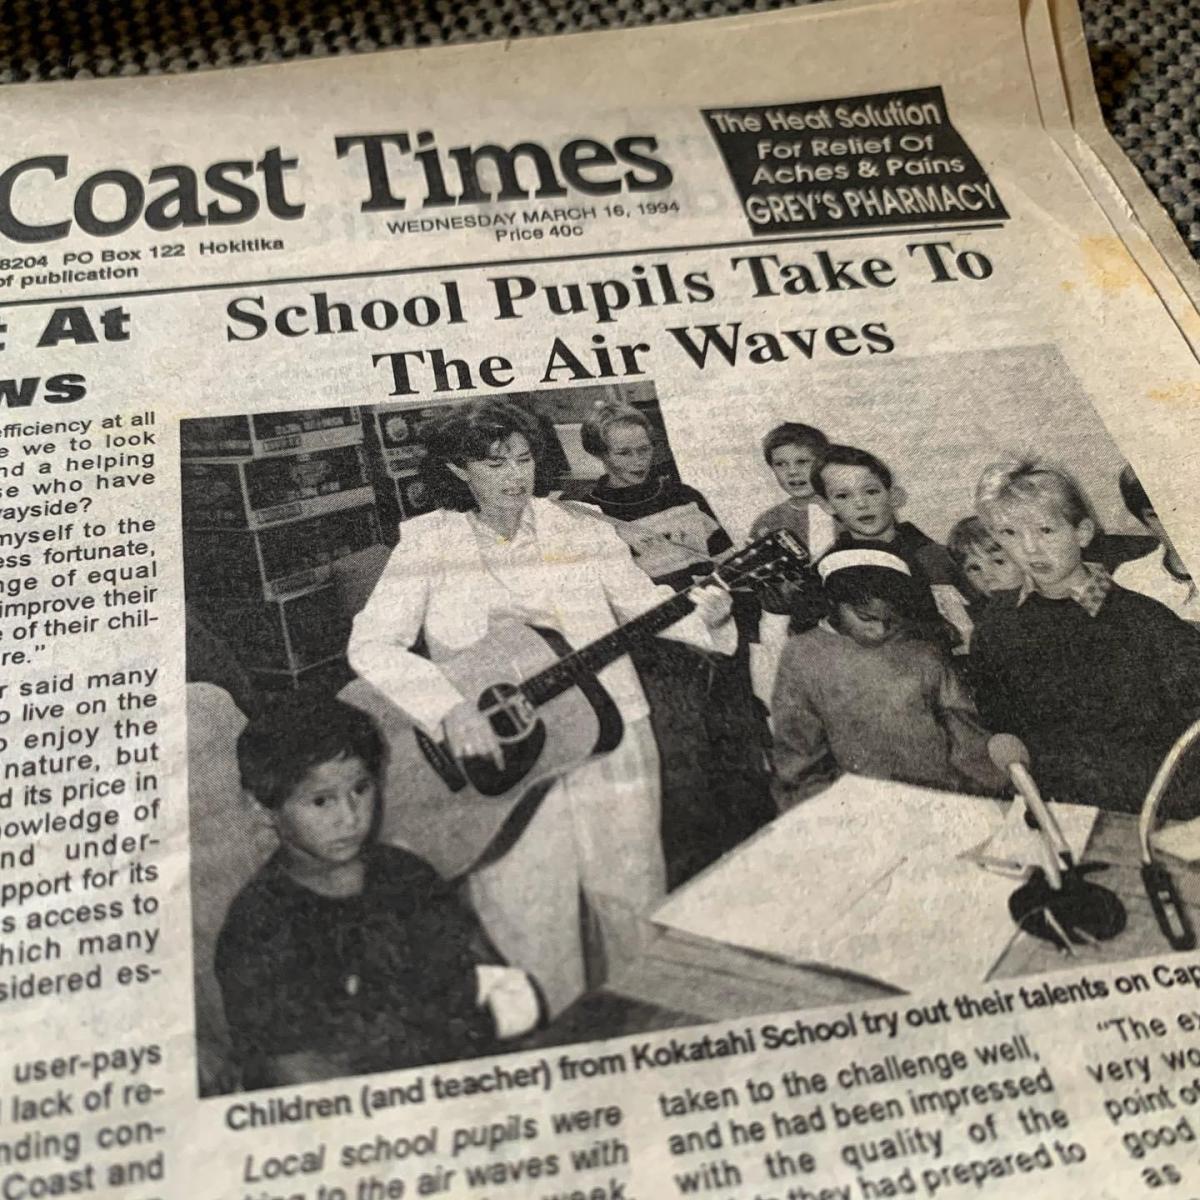 Coast Times
WEDNESDAY MARCH 16, 1994
Price 40c
8204 PO Box 122 Hokitika
of publication
The Heat Solution
For Relief Of
Aches & Pains
GREY'S PHARMACY
At
ws
efficiency at all
e we to look
nd a helping
se who have
wayside?
myself to the
ess fortunate,
nge of equal
improve their
e of their chil-
re."
r said many
o live on the
o enjoy the
nature, but
d its price in
nowledge of
nd under-
pport for its
s access to
hich many
sidered es-
user-pays
lack of re-
nding con-
Coast and
School Pupils Take To
The Air Waves
Children (and teacher) from Kokatahi School try out their talents on Cap
Local school pupils were
to the air waves with
week
taken to the challenge well,
and he had been impressed
with the quality of the
they had prepared to
"The ex
very wo
point of
good
as